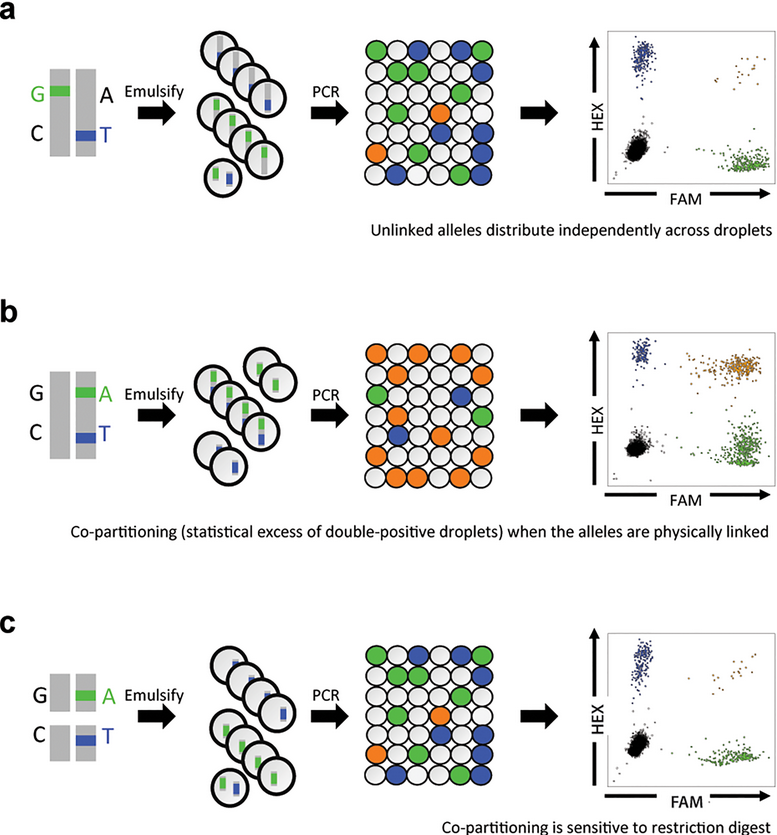 a
G A
C T
Emulsify
PCR
HEX
FAM
Unlinked alleles distribute independently across droplets
b
G A
C T
Emulsify
PCR
HEX
FAM
Co-partitioning (statistical excess of double-positive droplets) when the alleles are physically linked
c
G A
C T
Emulsify
PCR
HEX
FAM
Co-partitioning is sensitive to restriction digest